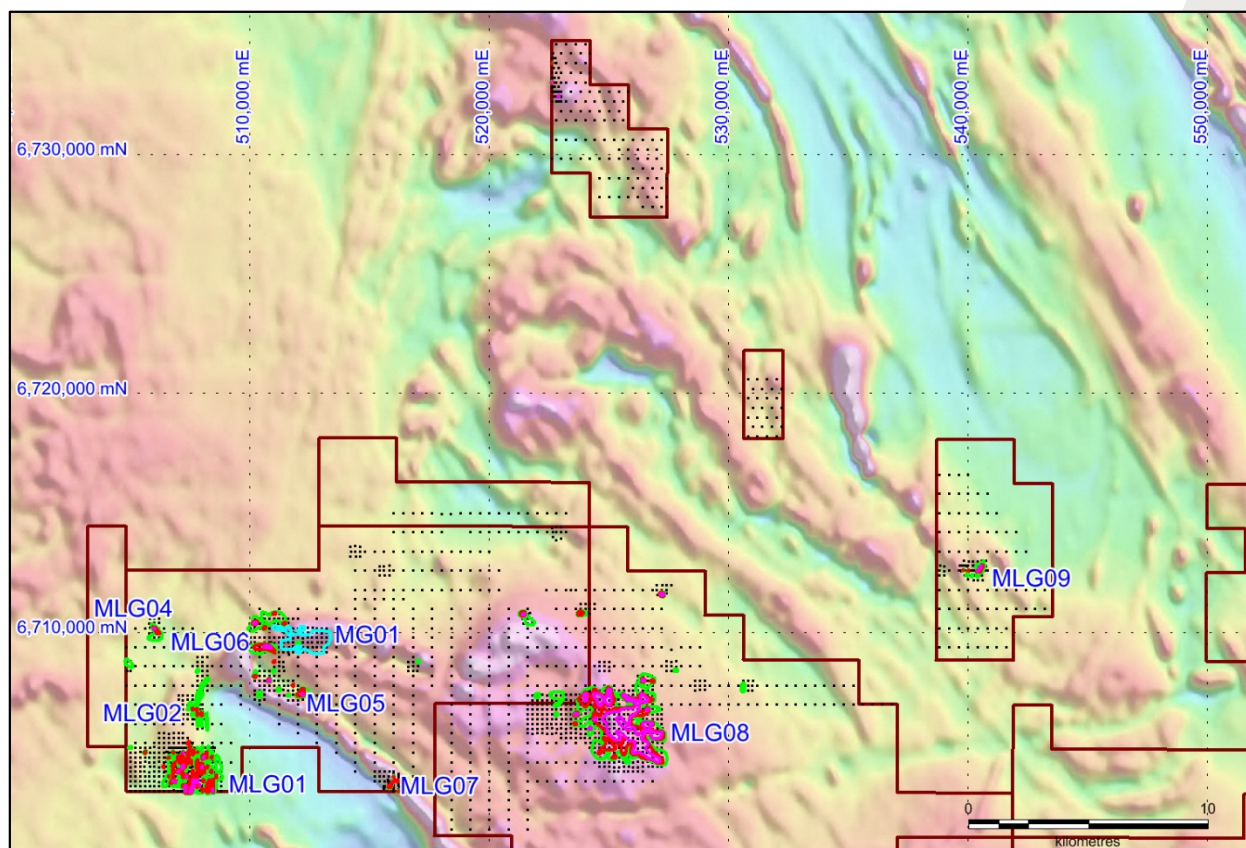 510,000 mE
520,000 mE
530,000 mE
540,000 mE
550,000 mE
6,730,000 mN
6,720,000 mN
6,710,000 mN
MLG04
MLG06
MG01
MLG09
MLG05
MLG02
MLG08
MLG01
MLG07
0
10
kilometres